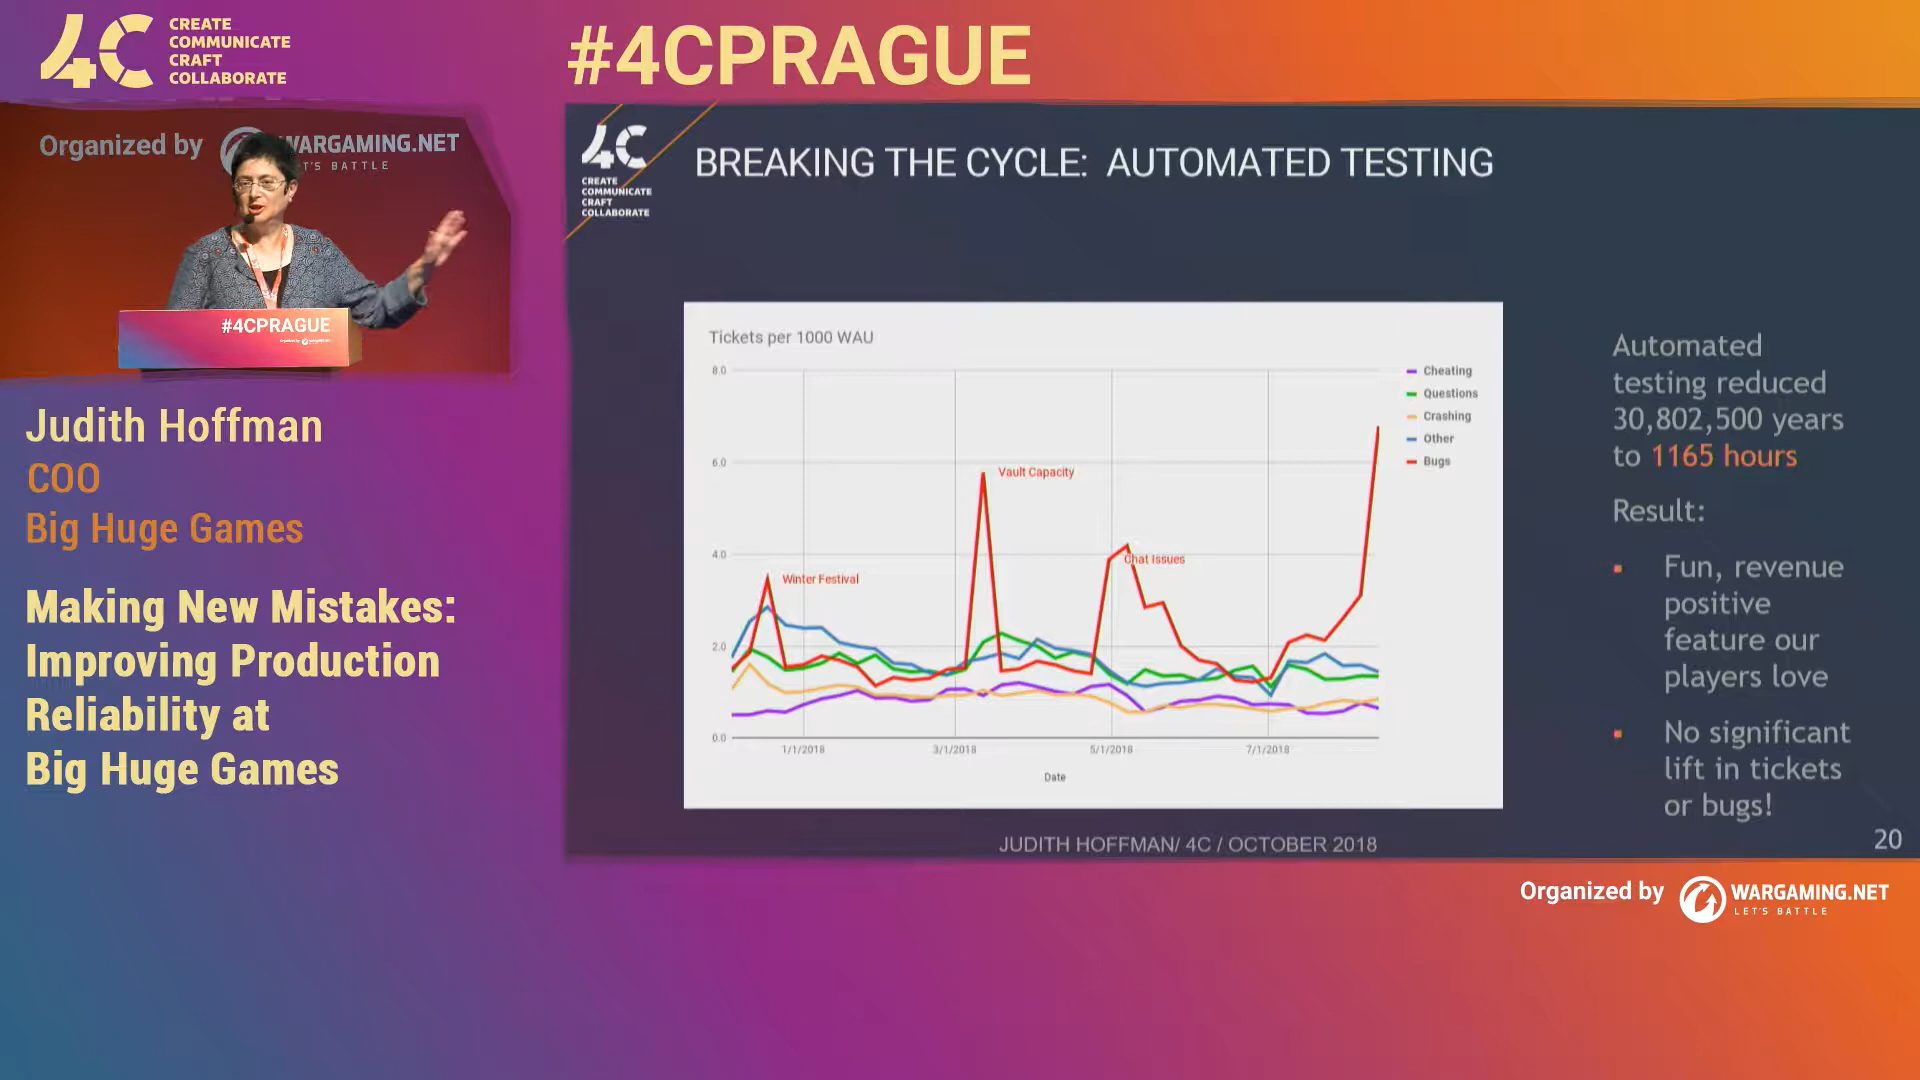 4C
CREATE
COMMUNICATE
CRAFT
COLLABORATE
#4CPRAGUE
Organized by
WARGAMING.NET
T'S BATTLE
#4CPRAGUE
Judith Hoffman
COO
Big Huge Games
Making New Mistakes:
Improving Production
Reliability at
Big Huge Games
4C
CREATE
COMMUNICATE
CRAFT
COLLABORATE
BREAKING THE CYCLE: AUTOMATED TESTING
Tickets per 1000 WAU
8.0
6.0
4.0
2.0
0.0
Winter Festival
Vault Capacity
Chat Issues
1/1/2018
3/1/2018
5/1/2018
7/1/2018
Date
Cheating
Questions
Crashing
Other
Bugs
Automated
testing reduced
30,802,500 years
to 1165 hours
Result:
Fun, revenue
positive
feature our
players love
No significant
lift in tickets
or bugs!
JUDITH HOFFMAN/ 4C / OCTOBER 2018
20
Organized by
WARGAMING.NET
LET'S BATTLE